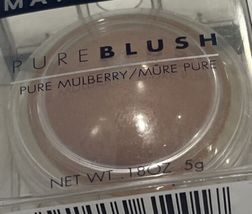 PUREBLUSH
PURE MULBERRY/MÛRE PURE
NET WT .18OZ 5g